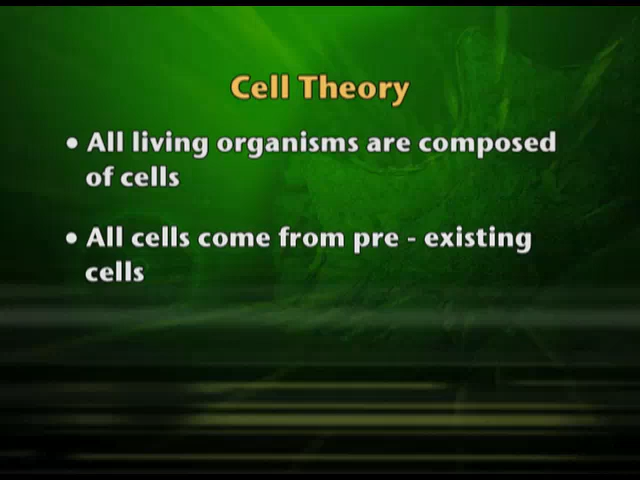 Cell Theory
• All living organisms are composed
of cells
• All cells come from pre - existing
cells